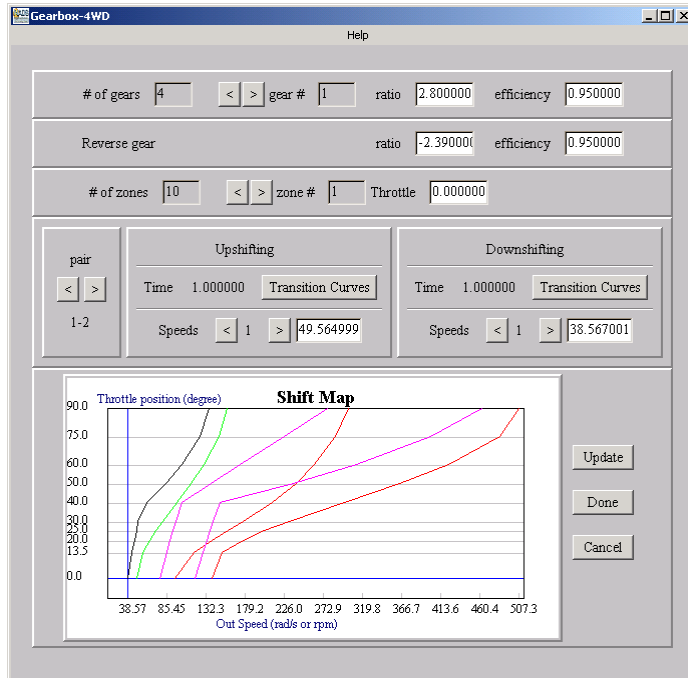 Gearbox-4WD
Help
# of gears 4 < > gear # 1 ratio 2.800000 efficiency 0.950000
Reverse gear ratio -2.39000 efficiency 0.950000
# of zones 10 < > zone # 1 Throttle 0.000000
pair
< >
1-2
Upshifting
Time 1.000000 Transition Curves
Speeds < 1 > 49.564999
Downshifting
Time 1.000000 Transition Curves
Speeds < 1 > 38.567001
Throttle position (degree) Shift Map
90.0
75.0
60.0
50.0
40.0
30.0
25.0
20.0
13.5
0.0
38.57 85.45 132.3 179.2 226.0 272.9 319.8 366.7 413.6 460.4 507.3
Out Speed (rad/s or rpm)
Update
Done
Cancel